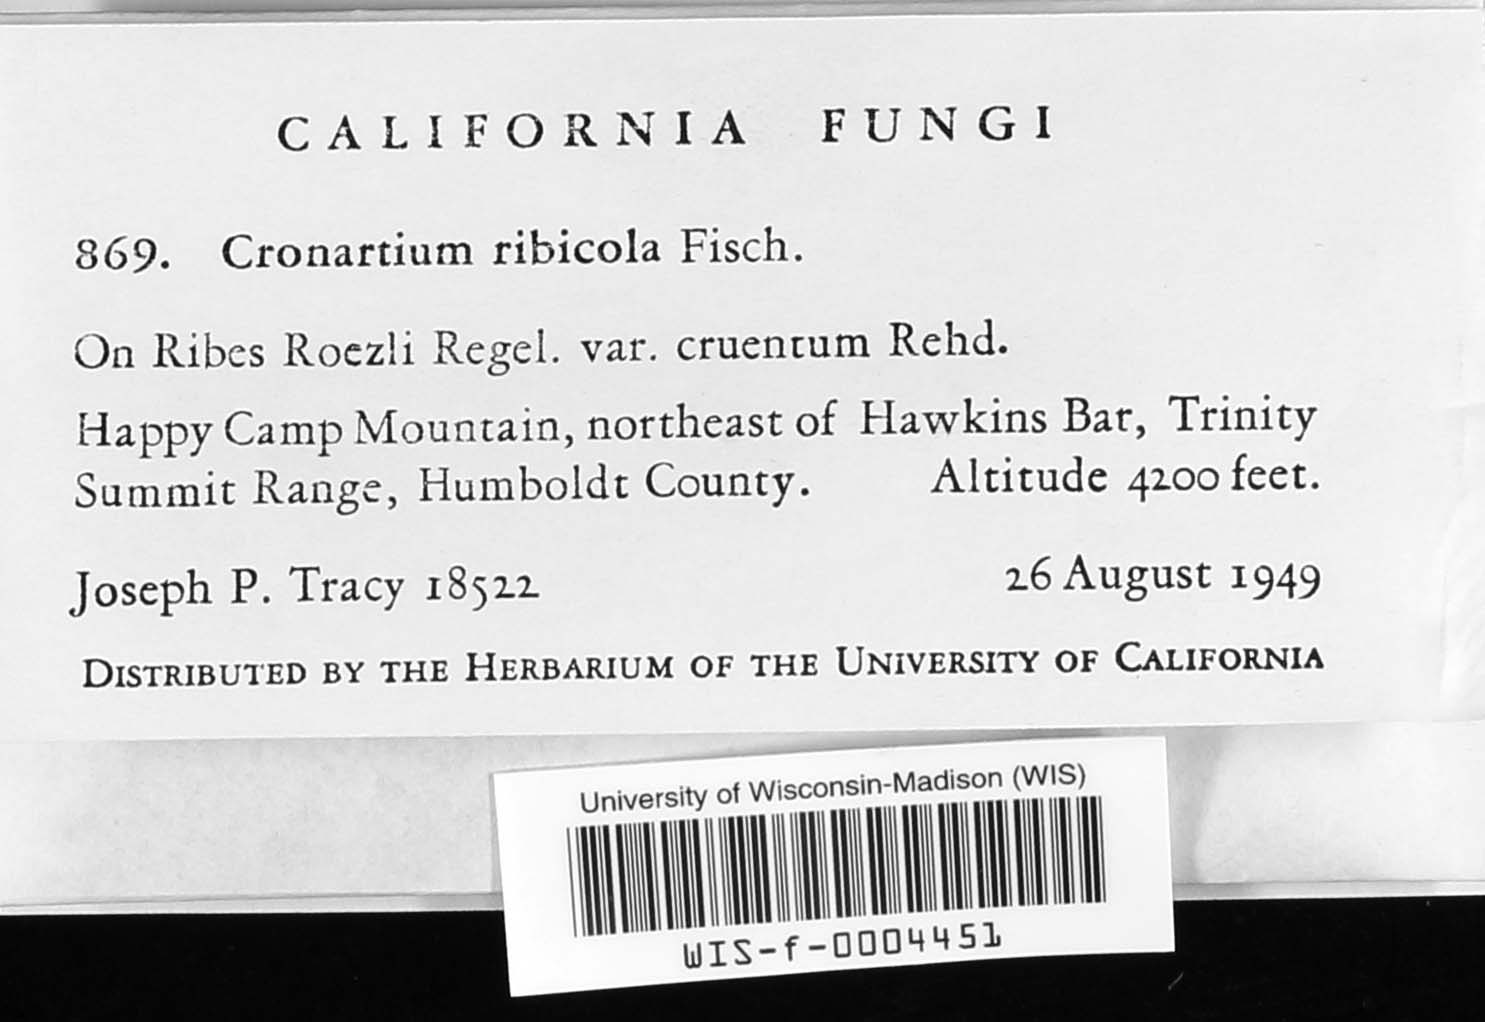 CALIFORNIA FUNGI
869. Cronartium ribicola Fisch.
On Ribes Roezli Regel. var. cruentum Rehd.
Happy Camp Mountain, northeast of Hawkins Bar, Trinity
Summit Range, Humboldt County. Altitude 4200 feet.
Joseph P. Tracy 18522 26 August 1949
DISTRIBUTED BY THE HERBARIUM OF THE UNIVERSITY OF CALIFORNIA
University of Wisconsin-Madison (WIS)
WIS-f-0004451